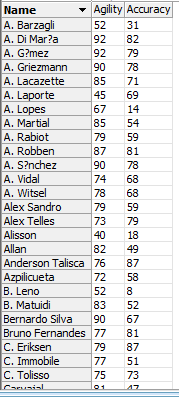 Name Agility Accuracy
A. Barzagli 52 31
A. Di Mar?a 92 82
A. G?mez 92 79
A. Griezmann 90 78
A. Lacazette 85 71
A. Laporte 45 69
A. Lopes 67 14
A. Martial 85 54
A. Rabiot 79 59
A. Robben 87 81
A. S?nchez 90 78
A. Vidal 74 68
A. Witsel 78 68
Alex Sandro 79 59
Alex Telles 73 79
Alisson 40 18
Allan 82 49
Anderson Talisca 76 87
Azpilicueta 72 58
B. Leno 52 8
B. Matuidi 83 52
Bernardo Silva 90 67
Bruno Fernandes 77 81
C. Eriksen 79 87
C. Immobile 77 51
C. Tolisso 75 73
Carvajal 81 47